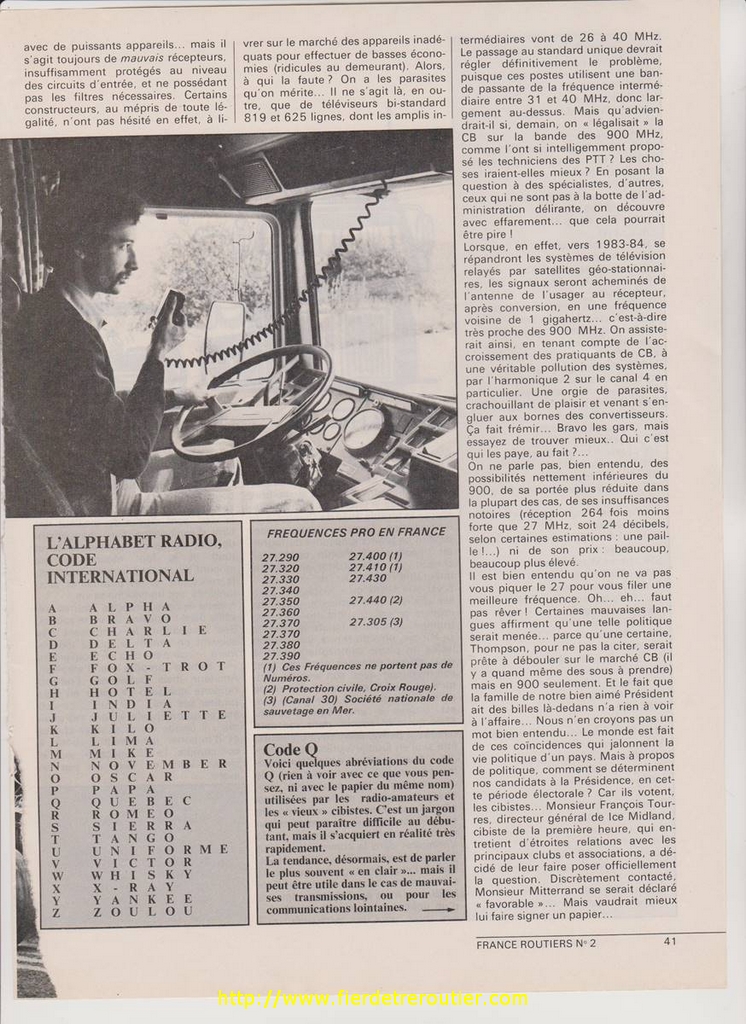 avec de puissants appareils... mais il
s'agit toujours de mauvais récepteurs,
insuffisamment protégés au niveau
des circuits d'entrée, et ne possédant
pas les filtres nécessaires. Certains
constructeurs, au mépris de toute lé-
galité, n'ont pas hésité en effet, à li-
vrer sur le marché des appareils inadé-
quats pour effectuer de basses écono-
mies (ridicules au demeurant). Alors,
à qui la faute ? On a les parasites
qu'on mérite... Il ne s'agit là, en ou-
tre, que de téléviseurs bi-standard
819 et 625 lignes, dont les amplis in-
termédiaires vont de 26 à 40 MHz.
Le passage au standard unique devrait
régler définitivement le problème,
puisque ces postes utilisent une ban-
de passante de la fréquence intermé-
diaire entre 31 et 40 MHz, donc lar-
gement au-dessus. Mais qu'advien-
drait-il si, demain, on « légalisait » la
CB sur la bande des 900 MHz,
comme l'ont si intelligemment propo-
sé les techniciens des PTT ? Les cho-
ses iraient-elles mieux ? En posant la
question à des spécialistes, d'autres,
ceux qui ne sont pas à la botte de l'ad-
ministration délirante, on découvre
avec effarement... que cela pourrait
être pire !
Lorsque, en effet, vers 1983-84, se
répandront les systèmes de télévision
relayés par satellites géo-stationnai-
res, les signaux seront acheminés de
l'antenne de l'usager au récepteur,
après conversion, en une fréquence
voisine de 1 gigahertz... c'est-à-dire
très proche des 900 MHz. On assiste-
rait ainsi, en tenant compte de l'ac-
croissement des pratiquants de CB, à
une véritable pollution des systèmes,
par l'harmonique 2 sur le canal 4 en
particulier. Une orgie de parasites,
crachouillant de plaisir et venant s'en-
gluer aux bornes des convertisseurs.
Ça fait frémir... Bravo les gars, mais
essayez de trouver mieux.. Qui c'est
qui les paye, au fait ?...
On ne parle pas, bien entendu, des
possibilités nettement inférieures du
900, de sa portée plus réduite dans
la plupart des cas, de ses insuffisances
notoires (réception 264 fois moins
forte que 27 MHz, soit 24 décibels,
selon certaines estimations : une pail-
le !...) ni de son prix : beaucoup,
beaucoup plus élevé.
Il est bien entendu qu'on ne va pas
vous piquer le 27 pour vous filer une
meilleure fréquence. Oh... eh... faut
pas rêver ! Certaines mauvaises lan-
gues affirment qu'une telle politique
serait menée... parce qu'une certaine,
Thompson, pour ne pas la citer, serait
prête à débouler sur le marché CB (il
y a quand même des sous à prendre)
mais en 900 seulement. Et le fait que
la famille de notre bien aimé Président
ait des billes là-dedans n'a rien à voir
à l'affaire... Nous n'en croyons pas un
mot bien entendu... Le monde est fait
de ces coïncidences qui jalonnent la
vie politique d'un pays. Mais à propos
de politique, comment se déterminent
nos candidats à la Présidence, en cet-
te période électorale ? Car ils votent,
les cibistes... Monsieur François Tour-
res, directeur général de Ice Midland,
cibiste de la première heure, qui en-
tretient d'étroites relations avec les
principaux clubs et associations, a dé-
cidé de leur faire poser officiellement
la question. Discrètement contacté,
Monsieur Mitterrand se serait déclaré
« favorable »... Mais vaudrait mieux
lui faire signer un papier...
L'ALPHABET RADIO,
CODE
INTERNATIONAL
A ALPHA
B BRAVO
C CHARLIE
D DELTA
E ECHO
F FOX-TROT
G GOLF
H HOTEL
I INDIA
J JULIETTE
K KILO
L LIMA
M MIKE
N NOVEMBER
O OSCAR
P PAPA
Q QUEBEC
R ROMEO
S SIERRA
T TANGO
U UNIFORME
V VICTOR
W WHISKY
X X-RAY
Y YANKEE
Z ZOULOU
FREQUENCES PRO EN FRANCE
27.290 27.400 (1)
27.320 27.410 (1)
27.330 27.430
27.340
27.350 27.440 (2)
27.360
27.370 27.305 (3)
27.370
27.380
27.390
(1) Ces Fréquences ne portent pas de
Numéros.
(2) Protection civile, Croix Rouge).
(3) (Canal 30) Société nationale de
sauvetage en Mer.
Code Q
Voici quelques abréviations du code
Q (rien à voir avec ce que vous pen-
sez, ni avec le papier du même nom)
utilisées par les radio-amateurs et
les « vieux » cibistes. C'est un jargon
qui peut paraître difficile au débu-
tant, mais il s'acquiert en réalité très
rapidement.
La tendance, désormais, est de parler
le plus souvent « en clair »... mais il
peut être utile dans le cas de mauvai-
ses transmissions, ou pour les
communications lointaines.
FRANCE ROUTIERS N° 2 41
http://www.fierdetreroutier.com